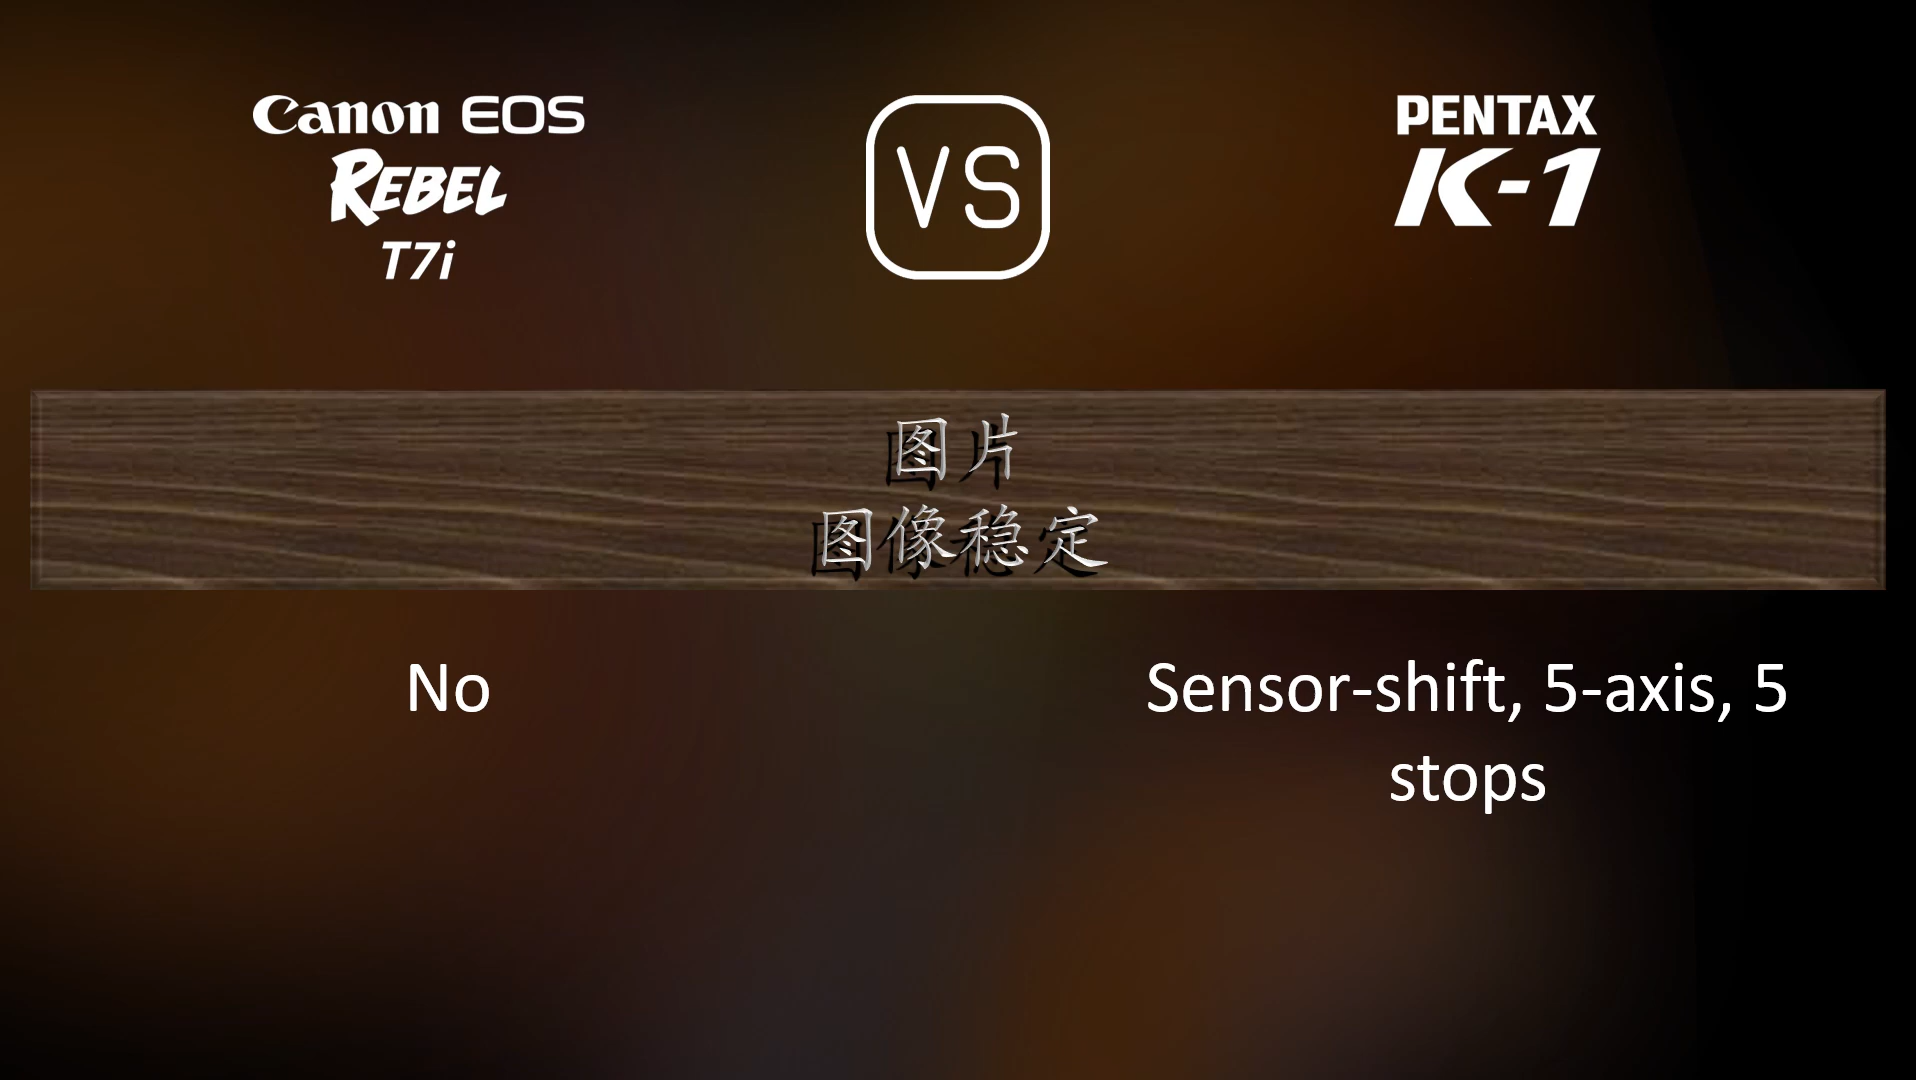 Canon EOS
REBEL
T7i
VS
PENTAX
K-1
图片
图像稳定
No
Sensor-shift, 5-axis, 5
stops